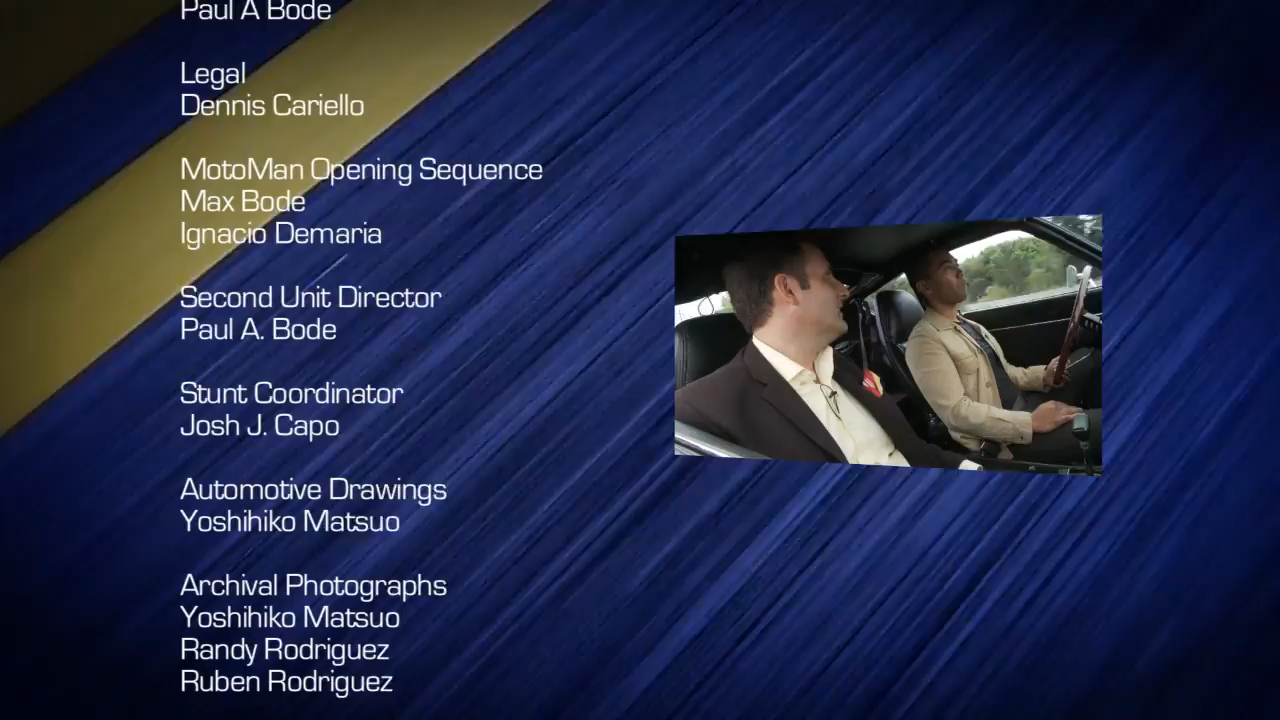 Paul A Bode
Legal
Dennis Cariello
MotoMan Opening Sequence
Max Bode
Ignacio Demaria
Second Unit Director
Paul A. Bode
Stunt Coordinator
Josh J. Capo
Automotive Drawings
Yoshihiko Matsuo
Archival Photographs
Yoshihiko Matsuo
Randy Rodriguez
Ruben Rodriguez